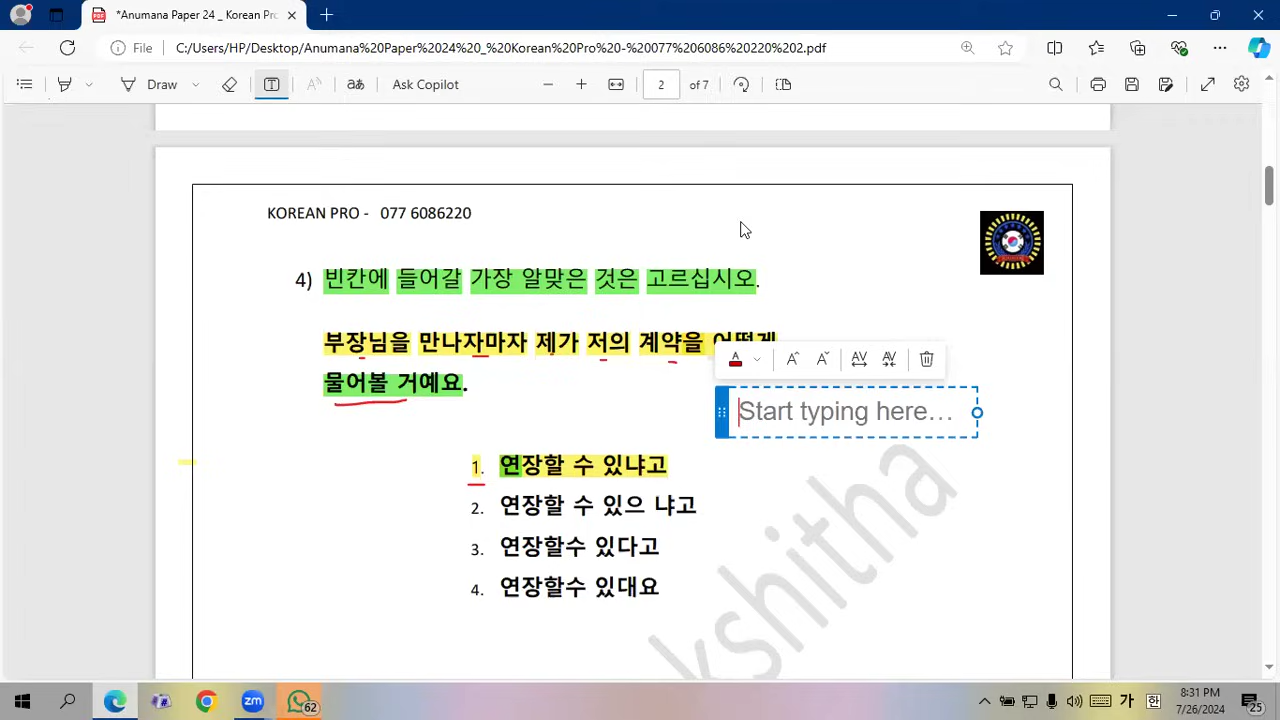 *Anumana Paper 24 _ Korean Pro
File
C:/Users/HP/Desktop/Anumana%20Paper%2024%20_%20Korean%20Pro%20-%20077%206086%20220%202.pdf
Draw
Ask Copilot
2 of 7
KOREAN PRO - 077 6086220
4) 빈칸에 들어갈 가장 알맞은 것은 고르십시오.
부장님을 만나자마자 제가 저의 계약을 어떻게
물어볼 거예요.
Start typing here…
1. 연장할 수 있냐고
2. 연장할 수 있으 냐고
3. 연장할수 있다고
4. 연장할수 있대요
kshitha
zm
62
가
한
8:31 PM
7/26/2024
25